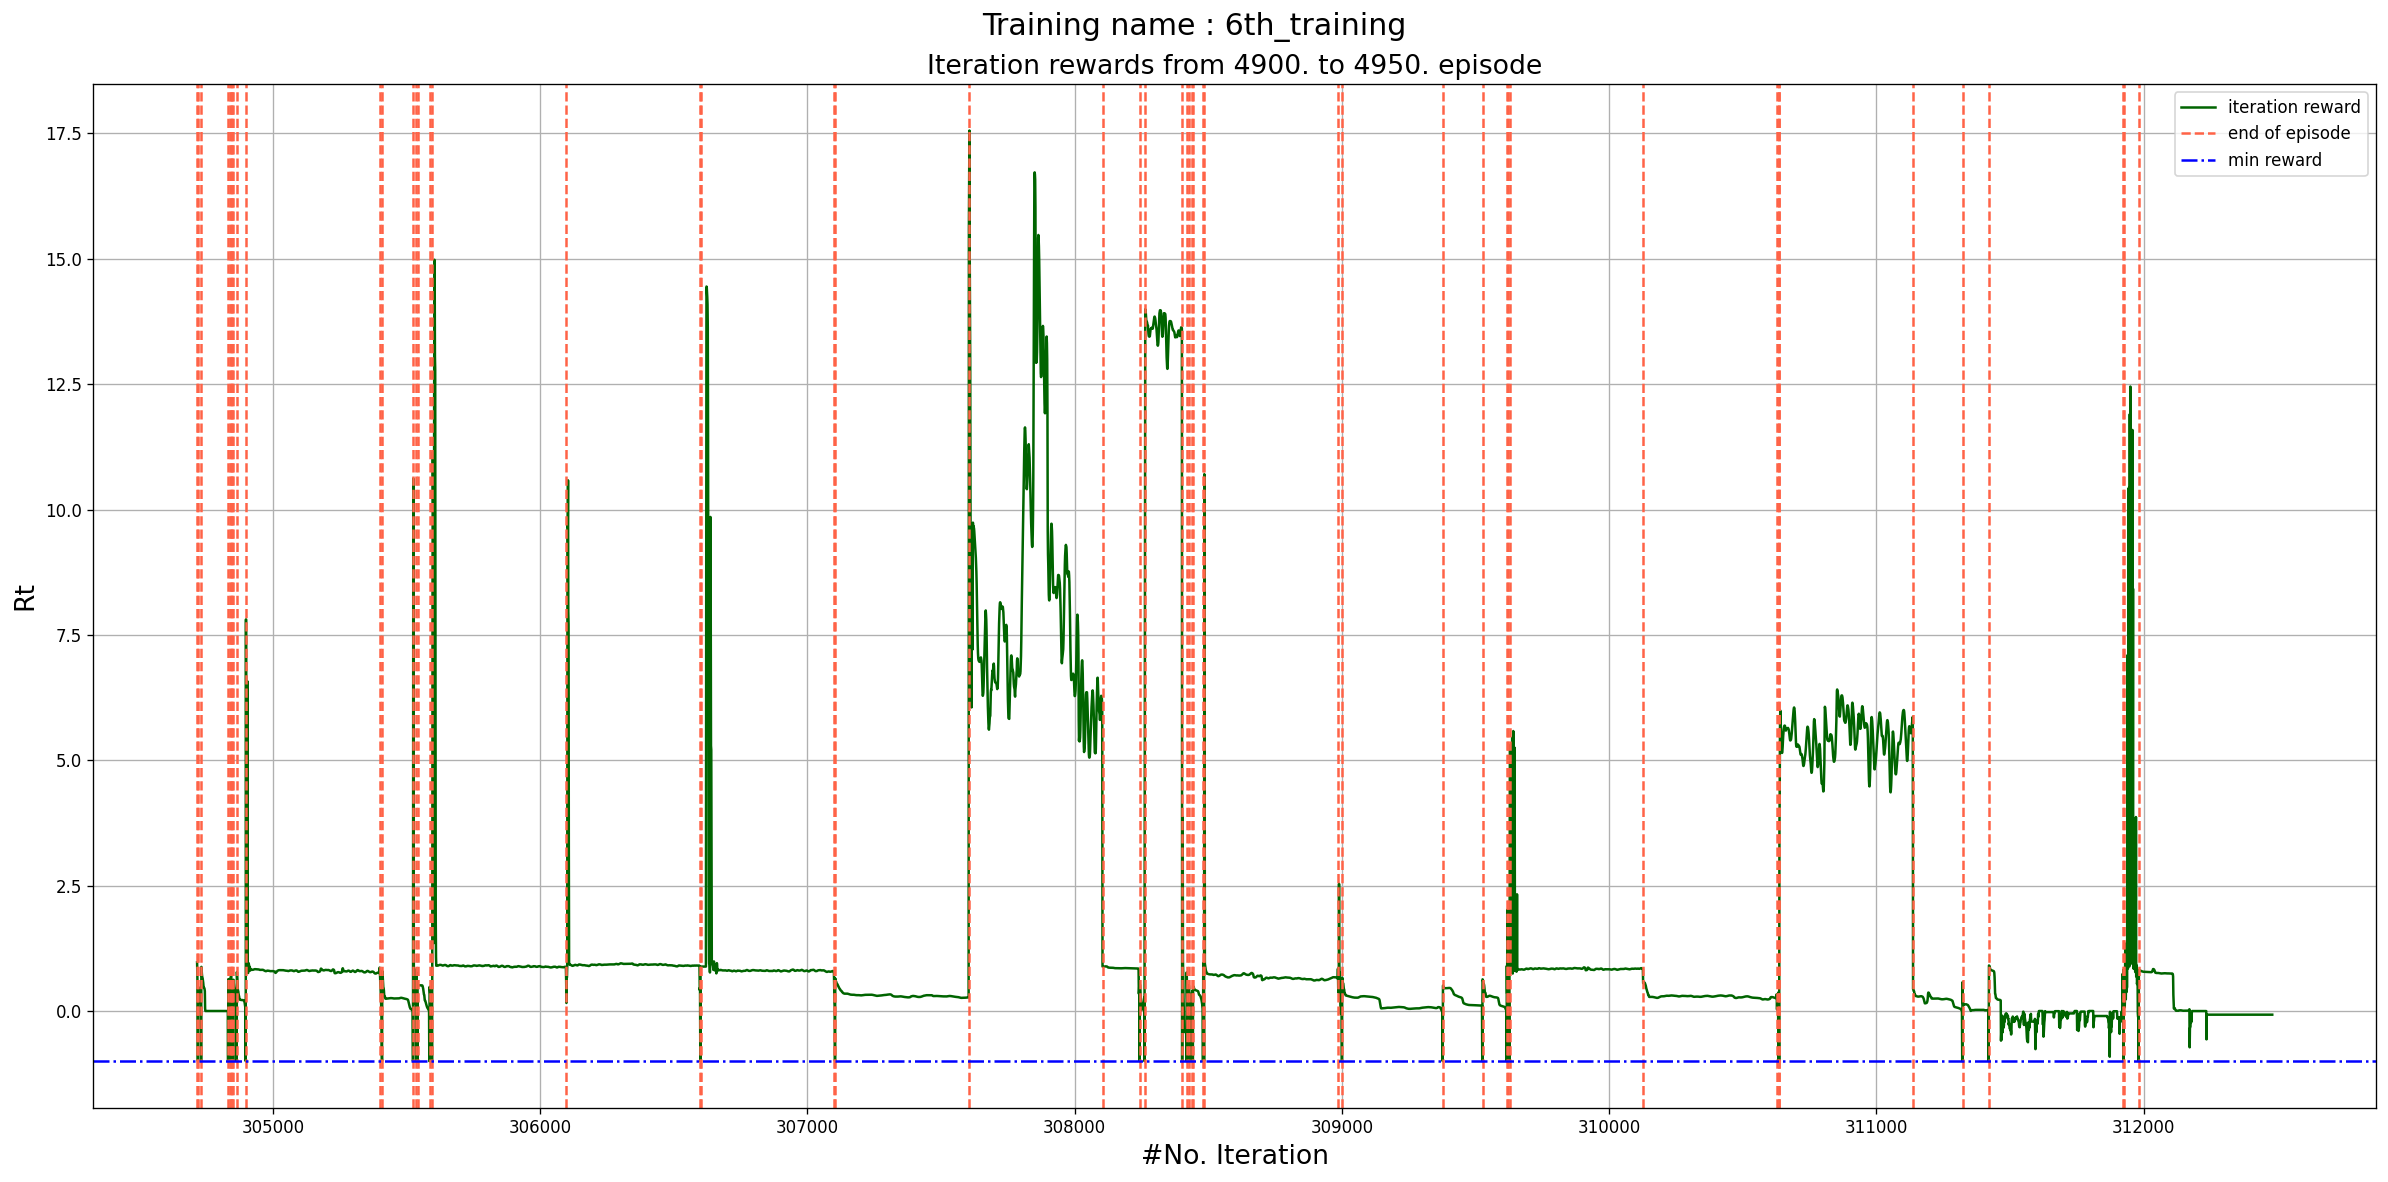 Training name : 6th_training
Iteration rewards from 4900. to 4950. episode
iteration reward
end of episode
min reward
17.5
15.0
12.5
10.0
7.5
5.0
2.5
0.0
Rt
305000 306000 307000 308000 309000 310000 311000 312000
#No. Iteration